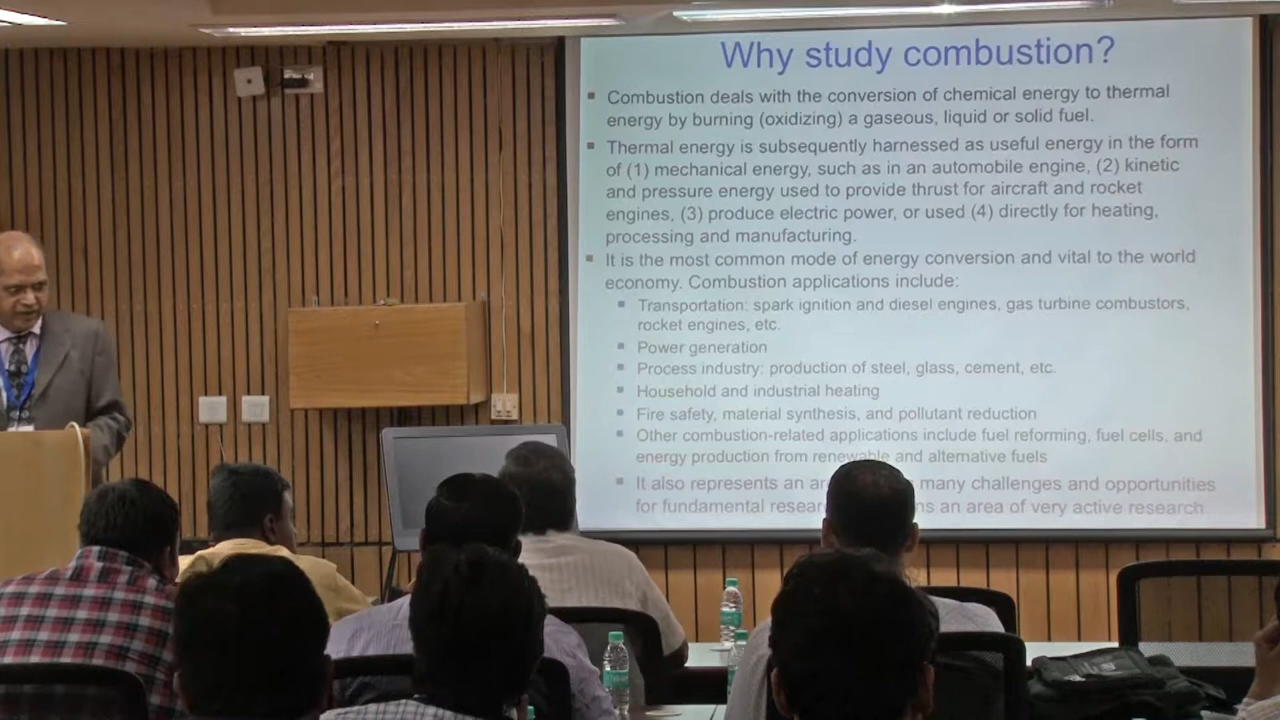 Why study combustion?
Combustion deals with the conversion of chemical energy to thermal
energy by burning (oxidizing) a gaseous, liquid or solid fuel.
Thermal energy is subsequently harnessed as useful energy in the form
of (1) mechanical energy, such as in an automobile engine, (2) kinetic
and pressure energy used to provide thrust for aircraft and rocket
engines, (3) produce electric power, or used (4) directly for heating,
processing and manufacturing.
It is the most common mode of energy conversion and vital to the world
economy. Combustion applications include:
Transportation: spark ignition and diesel engines, gas turbine combustors,
rocket engines, etc.
Power generation
Process industry: production of steel, glass, cement, etc.
Household and industrial heating
Fire safety, material synthesis, and pollutant reduction
Other combustion-related applications include fuel reforming, fuel cells, and
energy production from renewable and alternative fuels
It also represents an many challenges and opportunities
for fundamental an area of very active research.